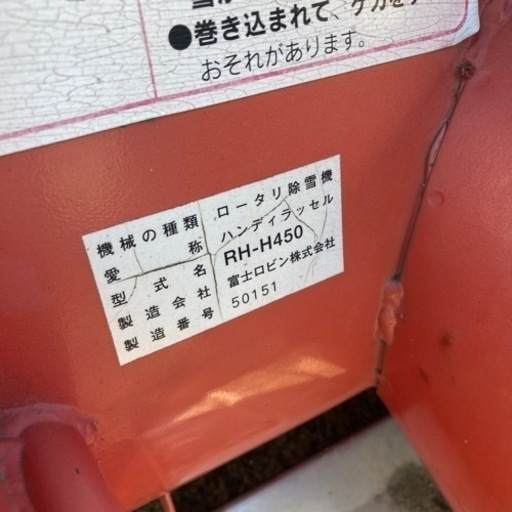 ●巻き込まれて、ケガを
おそれがあります。
機械の種類 ロータリ除雪機
愛称 ハンディラッセル
型式名 RH-H450
製造会社 富士ロビン株式会社
製造番号 50151